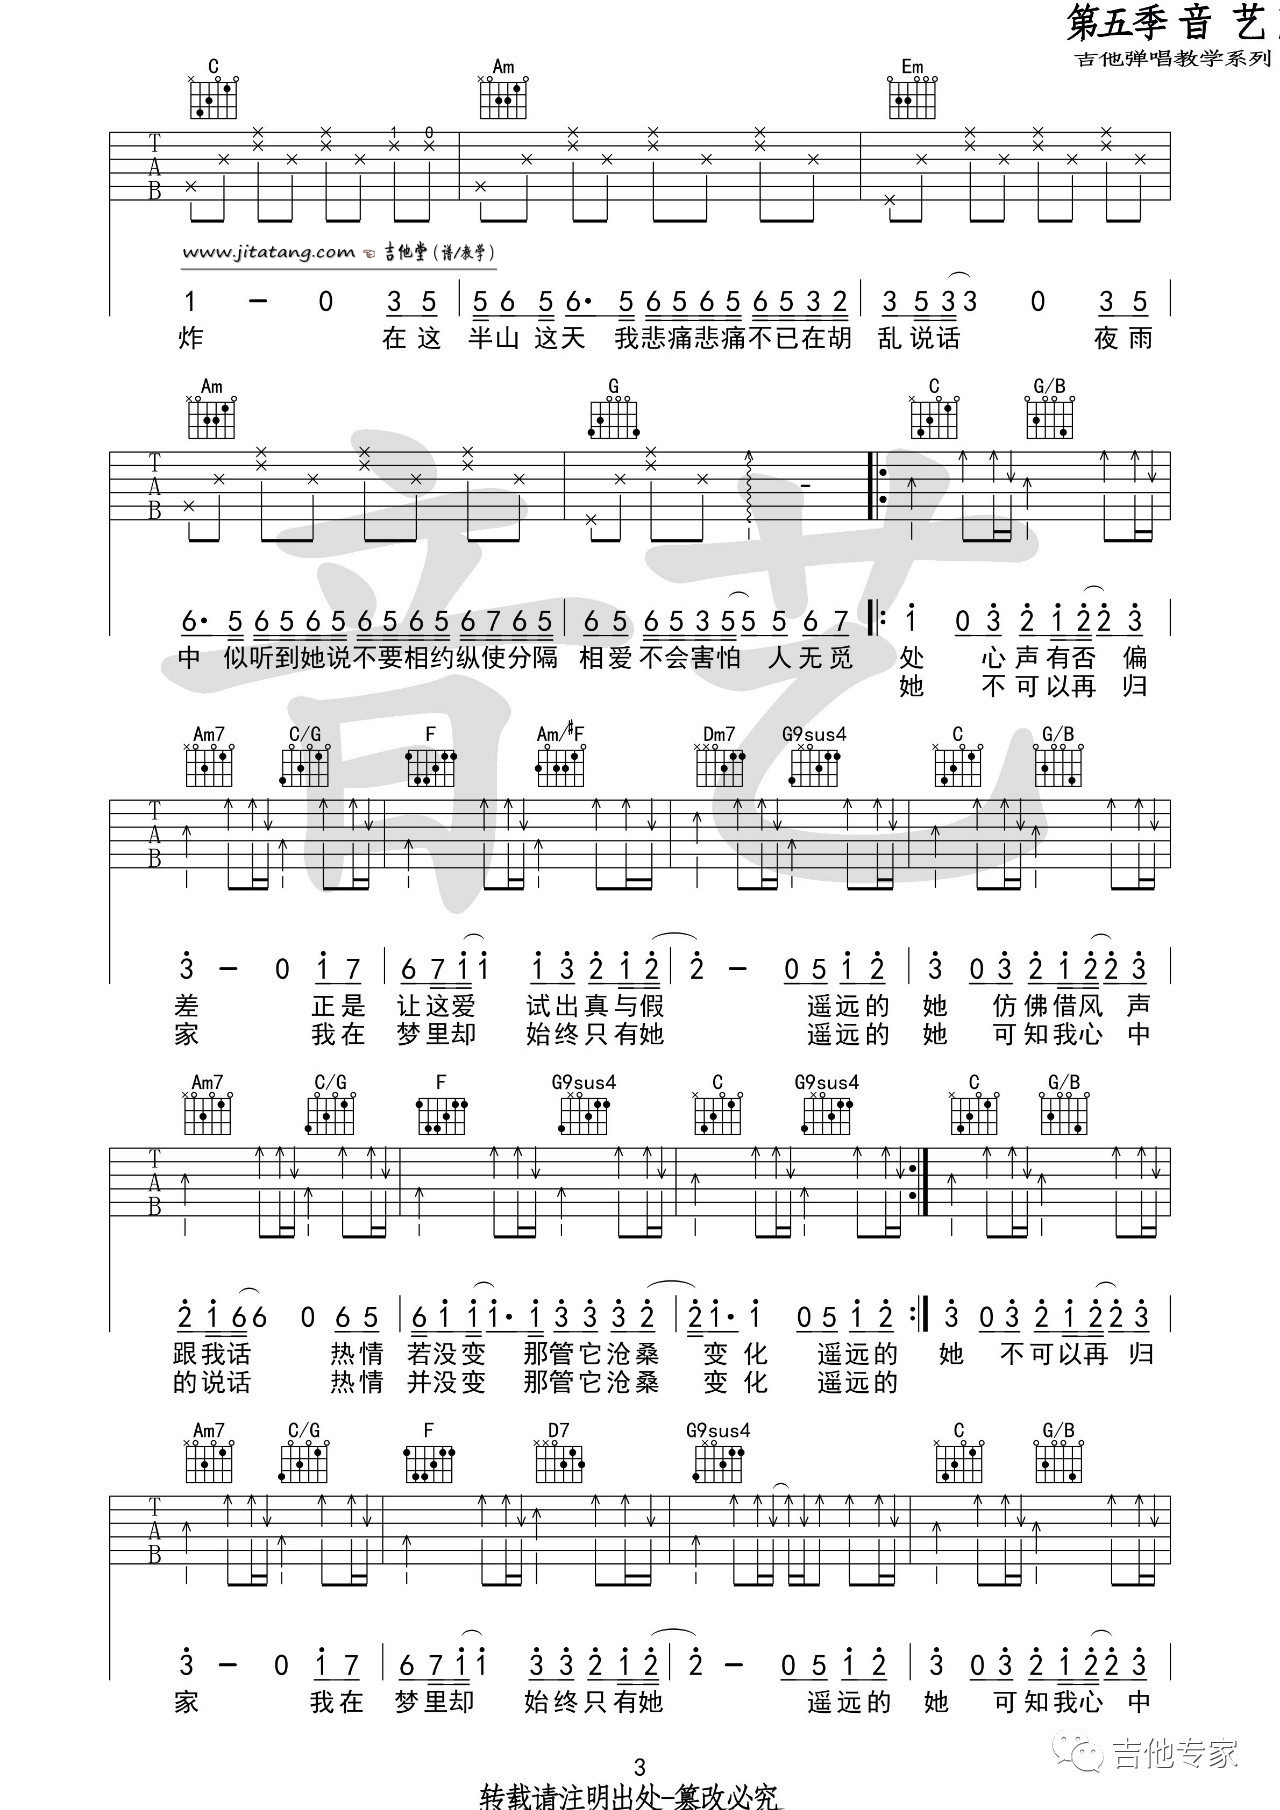 第五季音 艺
吉他弹唱教学系列
C Am Em
T A B
1 0
www.jitatang.com ☜ 吉他堂(谱/教学)
1 − 0 3 5 5 6 5 6· 5 6 5 6 5 6 5 3 2 3 5 3 3 0 3 5
炸 在这 半山 这天 我悲痛悲痛不已在胡 乱说话 夜雨
Am G C G/B
T A B
6· 5 6 5 6 5 6 5 6 5 6 7 6 5 6 5 6 5 3 5 5 5 6 7 1 0 3 2 1 2 2 3
中 似听到她说不要相约纵使分隔 相爱不会害怕 人无觅 处 心声有否 偏
她 不可以再 归
Am7 C/G F Am/#F Dm7 G9sus4 C G/B
T A B
3 − 0 1 7 6 7 1 1 1 3 2 1 2 2 − 0 5 1 2 3 0 3 2 1 2 2 3
差 正是 让这爱 试出真与假 遥远的 她 仿佛借风 声
家 我在 梦里却 始终只有她 遥远的 她 可知我心 中
Am7 C/G F G9sus4 C G9sus4 C G/B
T A B
2 1 6 6 0 6 5 6 1 1 1· 1 3 3 3 2 2 1· 1 0 5 1 2 3 0 3 2 1 2 2 3
跟我话 热情 若没变 那管它沧桑 变化 遥远的 她 不可以再 归
的说话 热情 并没变 那管它沧桑 变化 遥远的
Am7 C/G F D7 G9sus4 C G/B
T A B
3 − 0 1 7 6 7 1 1 3 3 2 1 2 2 − 0 5 1 2 3 0 3 2 1 2 2 3
家 我在 梦里却 始终只有她 遥远的 她 可知我心 中
吉他专家
3
转载请注明出处-篡改必究
音艺